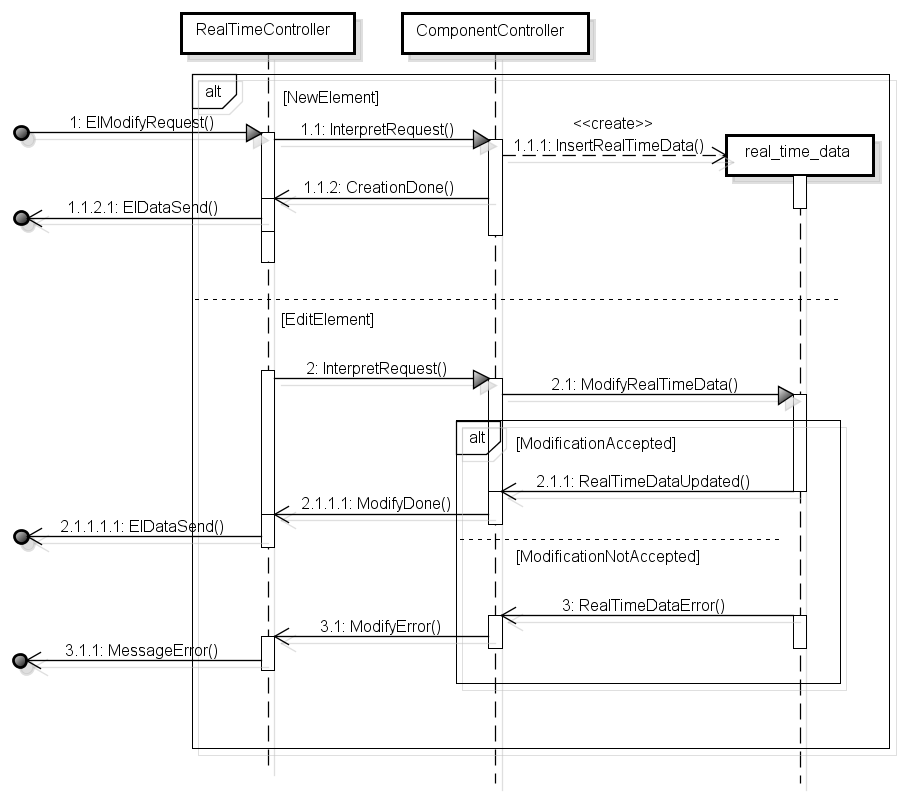 RealTimeController
ComponentController
alt
[NewElement]
1: ElModifyRequest()
1.1: InterpretRequest()
<<create>>
1.1.1: InsertRealTimeData()
real_time_data
1.1.2: CreationDone()
1.1.2.1: ElDataSend()
[EditElement]
2: InterpretRequest()
2.1: ModifyRealTimeData()
alt
[ModificationAccepted]
2.1.1: RealTimeDataUpdated()
2.1.1.1: ModifyDone()
2.1.1.1.1: ElDataSend()
[ModificationNotAccepted]
3: RealTimeDataError()
3.1: ModifyError()
3.1.1: MessageError()